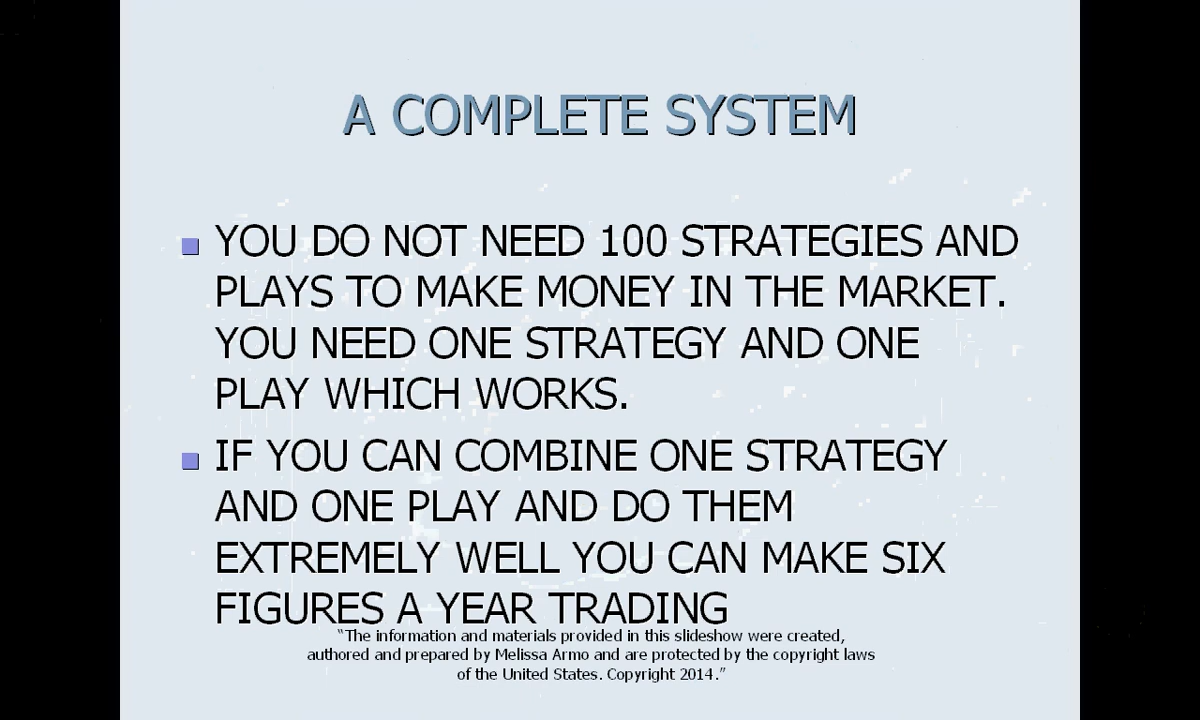 A COMPLETE SYSTEM
YOU DO NOT NEED 100 STRATEGIES AND
PLAYS TO MAKE MONEY IN THE MARKET.
YOU NEED ONE STRATEGY AND ONE
PLAY WHICH WORKS.
IF YOU CAN COMBINE ONE STRATEGY
AND ONE PLAY AND DO THEM
EXTREMELY WELL YOU CAN MAKE SIX
FIGURES A YEAR TRADING
“The information and materials provided in this slideshow were created,
authored and prepared by Melissa Armo and are protected by the copyright laws
of the United States. Copyright 2014.”